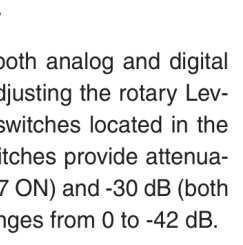 both analog and digital
djusting the rotary Lev-
switches located in the
itches provide attenua-
7 ON) and -30 dB (both
nges from 0 to -42 dB.